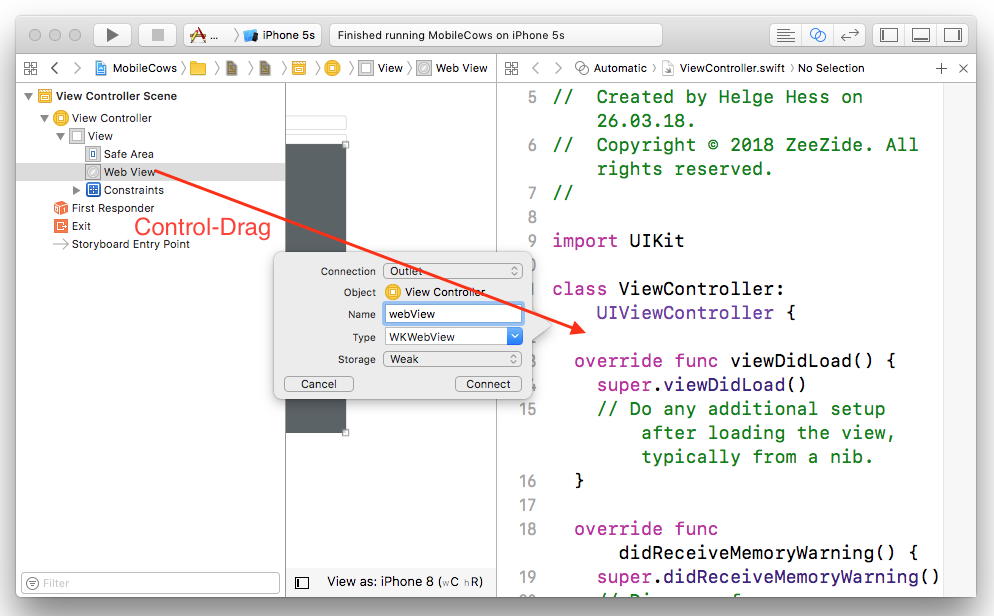 ... iPhone 5s Finished running MobileCows on iPhone 5s
MobileCows View Web View Automatic ViewController.swift No Selection
View Controller Scene
View Controller
View
Safe Area
Web View
Constraints
First Responder
Exit
Storyboard Entry Point
Control-Drag
Connection Outlet
Object View Controller
Name webView
Type WKWebView
Storage Weak
Cancel Connect
Filter
View as: iPhone 8 (wC hR)
5 // Created by Helge Hess on
26.03.18.
6 // Copyright © 2018 ZeeZide. All
rights reserved.
7 //
8
9 import UIKit
class ViewController:
UIViewController {
override func viewDidLoad() {
super.viewDidLoad()
15 // Do any additional setup
after loading the view,
typically from a nib.
16 }
17
18 override func
didReceiveMemoryWarning() {
19 super.didReceiveMemoryWarning()